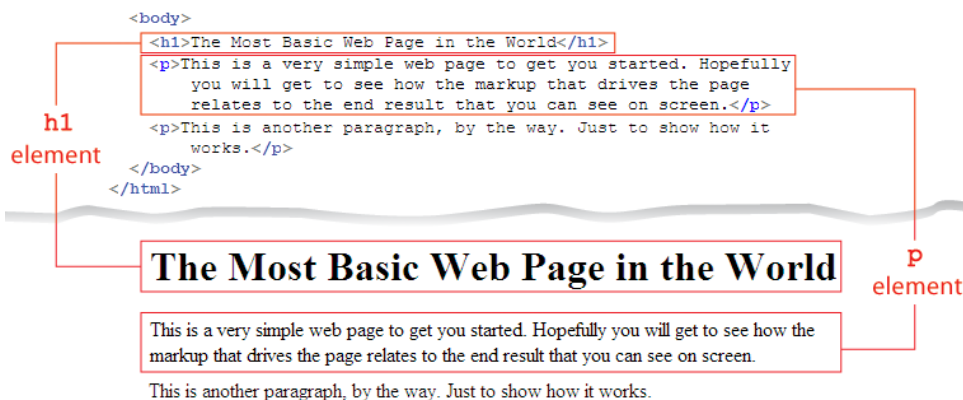 <body>
<h1>The Most Basic Web Page in the World</h1>
<p>This is a very simple web page to get you started. Hopefully
you will get to see how the markup that drives the page
relates to the end result that you can see on screen.</p>
<p>This is another paragraph, by the way. Just to show how it
works.</p>
</body>
</html>
h1
element
The Most Basic Web Page in the World
p
element
This is a very simple web page to get you started. Hopefully you will get to see how the
markup that drives the page relates to the end result that you can see on screen.
This is another paragraph, by the way. Just to show how it works.